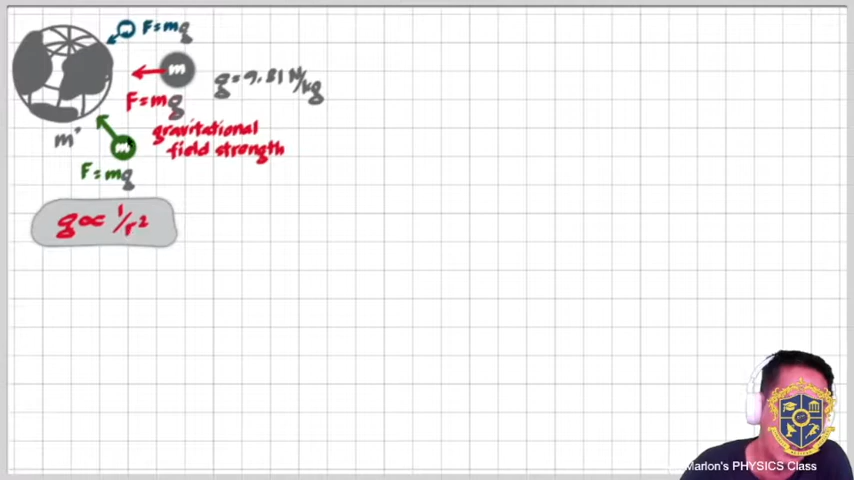 m F=mg
m
g=9.81 N/kg
F=mg
gravitational
field strength
m'
m
F=mg
g∝ 1/r²
Marlon's PHYSICS Class